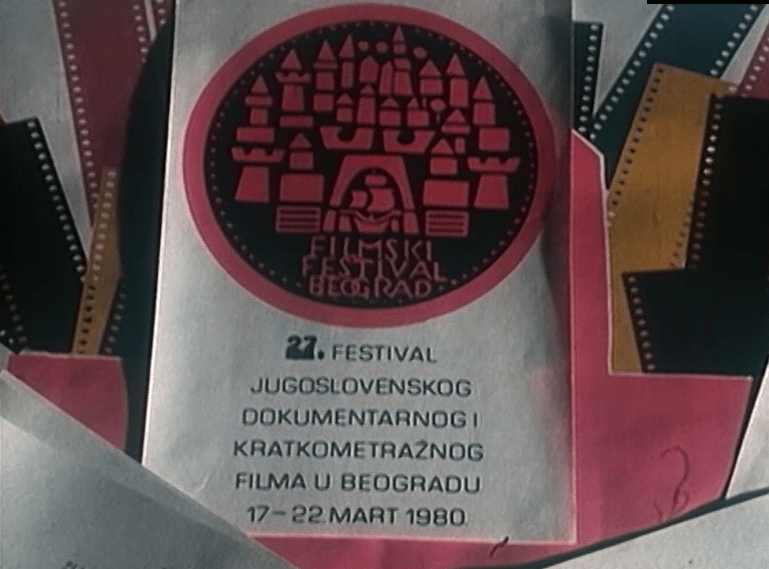 FILMSKI
FESTIVAL
BEOGRAD
27. FESTIVAL
JUGOSLOVENSKOG
DOKUMENTARNOG I
KRATKOMETRAŽNOG
FILMA U BEOGRADU
17-22. MART 1980.